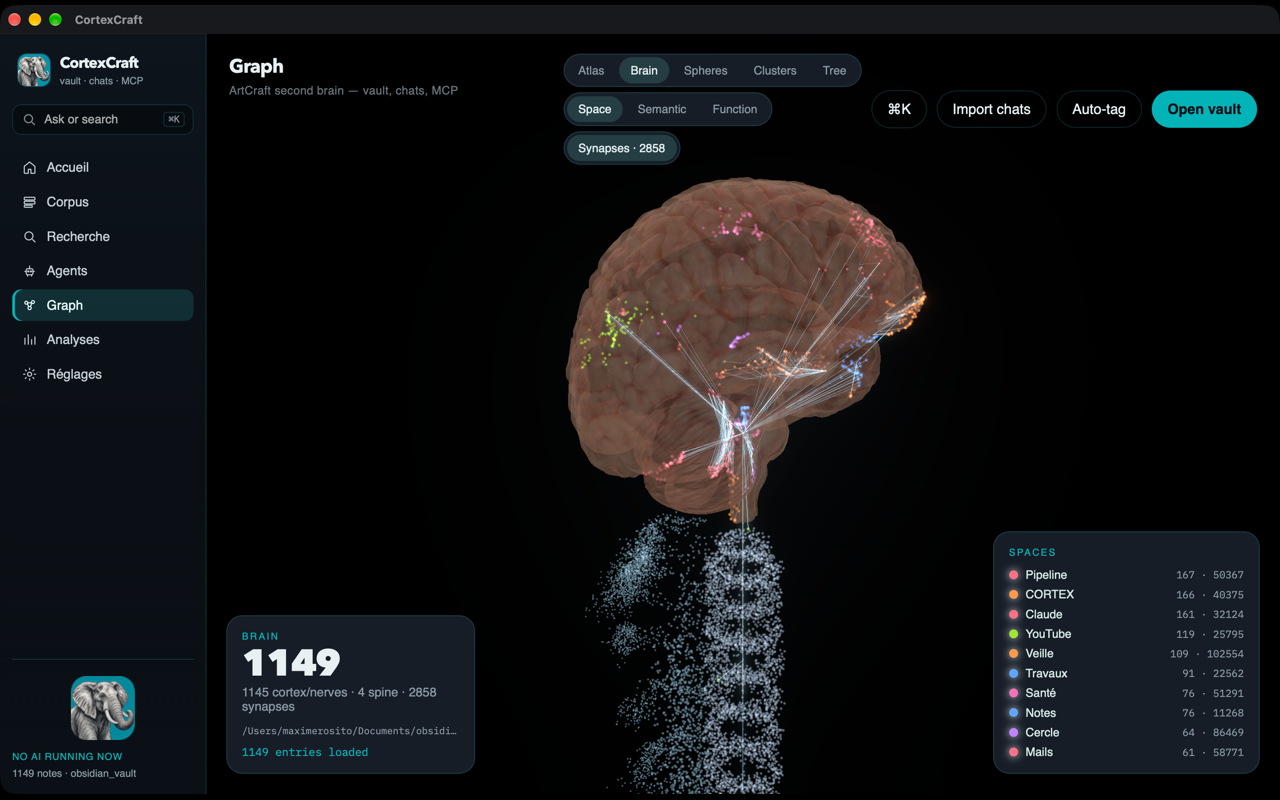 CortexCraft
CortexCraft
vault · chats · MCP
Ask or search
⌘K
Accueil
Corpus
Recherche
Agents
Graph
Analyses
Réglages
NO AI RUNNING NOW
1149 notes · obsidian_vault
Graph
ArtCraft second brain — vault, chats, MCP
Atlas Brain Spheres Clusters Tree
Space Semantic Function
Synapses · 2858
⌘K Import chats Auto-tag Open vault
BRAIN
1149
1145 cortex/nerves · 4 spine · 2858
synapses
/Users/maximerosito/Documents/obsidi…
1149 entries loaded
SPACES
Pipeline 167 · 50367
CORTEX 166 · 40375
Claude 161 · 32124
YouTube 119 · 25795
Veille 109 · 102554
Travaux 91 · 22562
Santé 76 · 51291
Notes 76 · 11268
Cercle 64 · 86469
Mails 61 · 58771